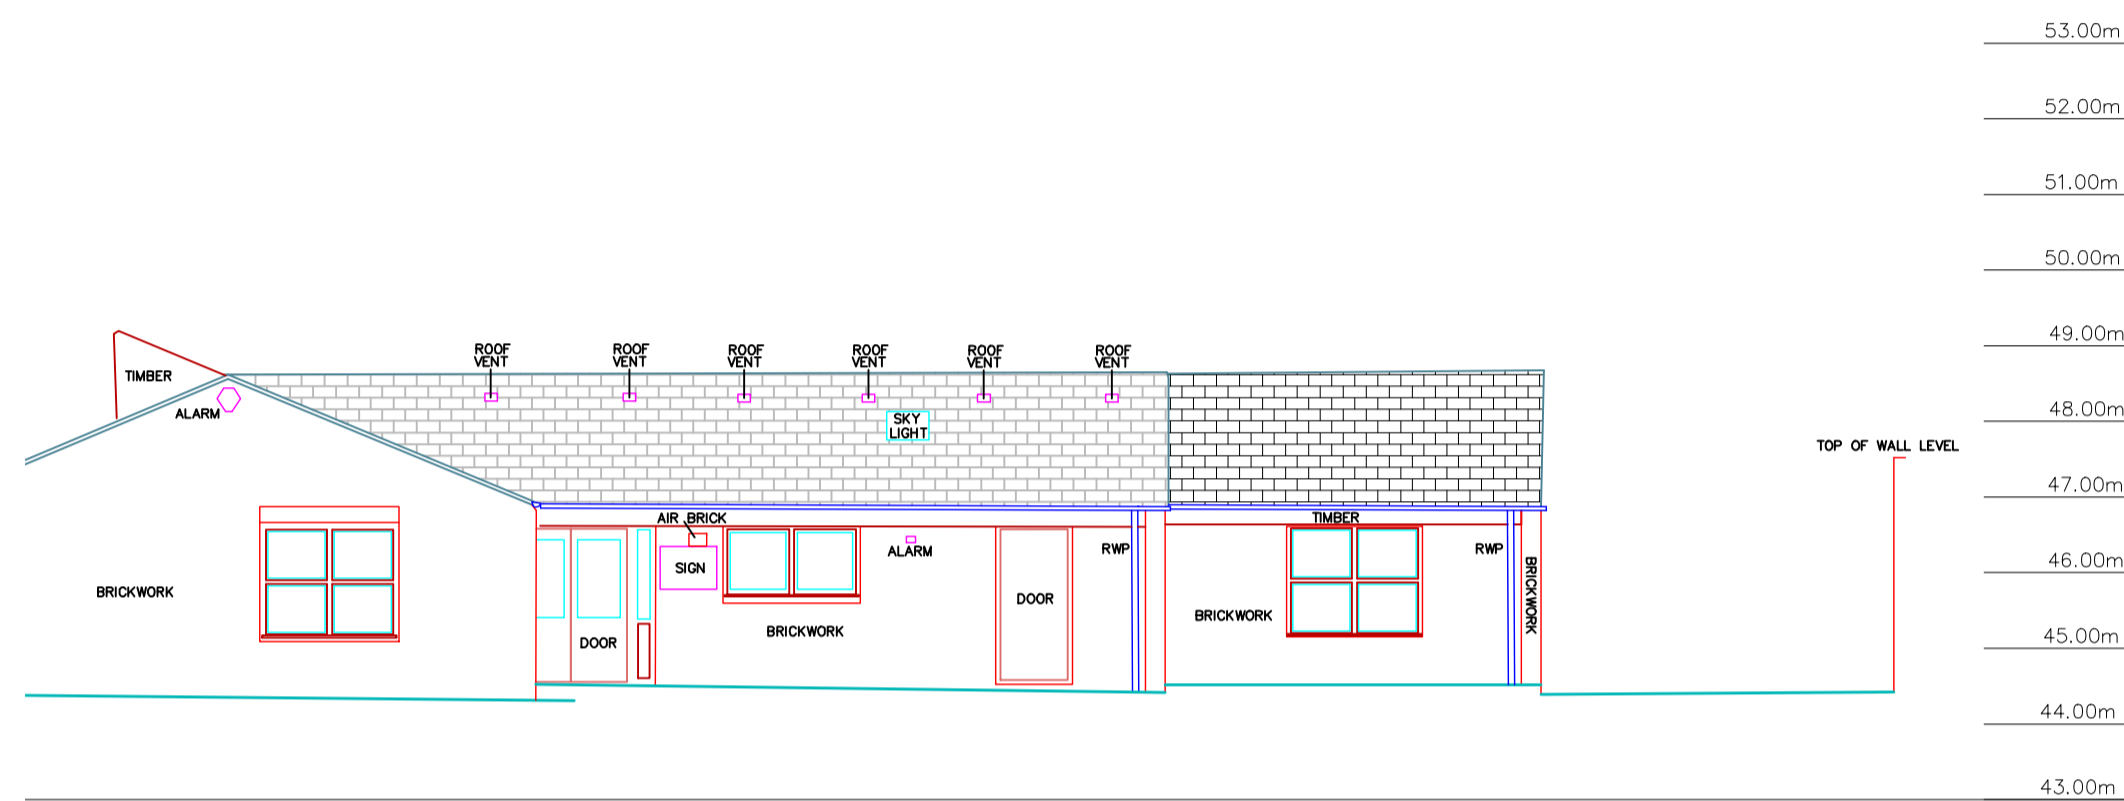 53.00m
52.00m
51.00m
50.00m
49.00m
48.00m
47.00m
46.00m
45.00m
44.00m
43.00m
TIMBER
ALARM
ROOF
VENT
ROOF
VENT
ROOF
VENT
ROOF
VENT
ROOF
VENT
ROOF
VENT
SKY
LIGHT
TOP OF WALL LEVEL
AIR BRICK
TIMBER
SIGN
ALARM
RWP
RWP
BRICKWORK
DOOR
DOOR
BRICKWORK
BRICKWORK
BRICKWORK